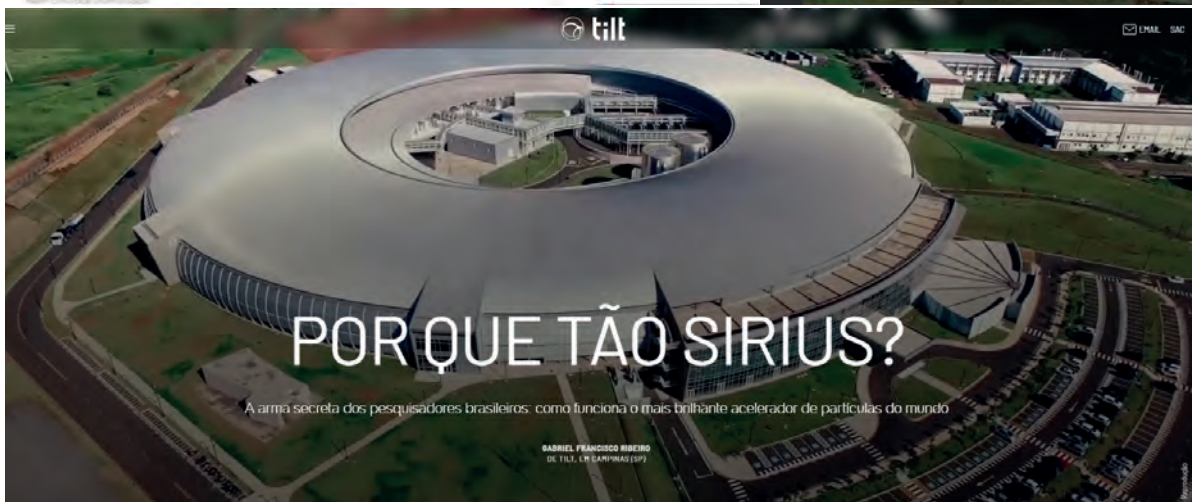 tilt
EMAIL SAC
POR QUE TÃO SIRIUS?
A arma secreta dos pesquisadores brasileiros: como funciona o mais brilhante acelerador de partículas do mundo
GABRIEL FRANCISCO RIBEIRO
DE TILT, EM CAMPINAS (SP)